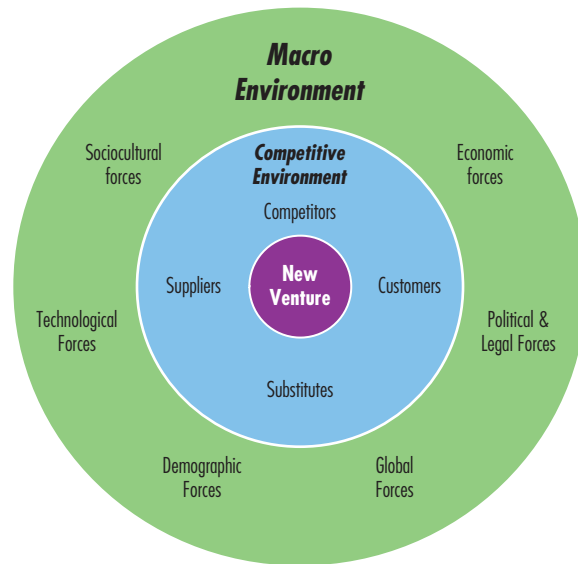 Macro
Environment
Sociocultural
forces
Economic
forces
Competitive
Environment
Competitors
Suppliers
New
Venture
Customers
Technological
Forces
Political &
Legal Forces
Substitutes
Demographic
Forces
Global
Forces